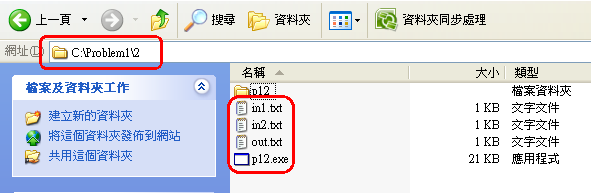 上一頁 搜尋 資料夾 資料夾同步處理
網址(D) C:\Problem1\2
檔案及資料夾工作
建立新的資料夾
將這個資料夾發佈到網站
共用這個資料夾
名稱 大小 類型
p12 檔案資料夾
in1.txt 1 KB 文字文件
in2.txt 1 KB 文字文件
out.txt 1 KB 文字文件
p12.exe 21 KB 應用程式